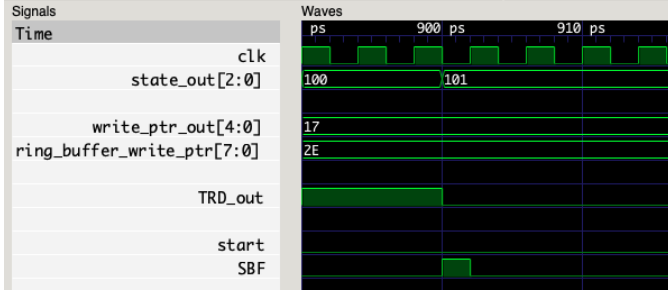 Signals Waves
Time ps 900 ps 910 ps
clk
state_out[2:0] 100 101
write_ptr_out[4:0] 17
ring_buffer_write_ptr[7:0] 2E
TRD_out
start
SBF